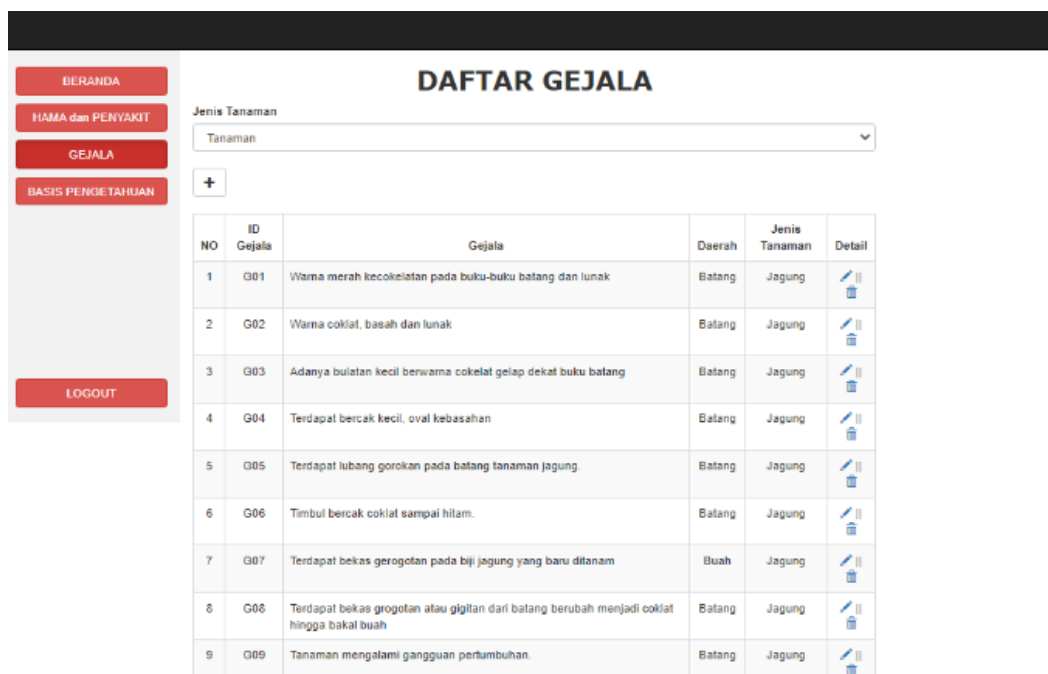 BERANDA
HAMA dan PENYAKIT
GEJALA
BASIS PENGETAHUAN
LOGOUT
DAFTAR GEJALA
Jenis Tanaman
Tanaman
+
NO ID Gejala Gejala Daerah Jenis Tanaman Detail
1 G01 Warna merah kecokelatan pada buku-buku batang dan lunak Batang Jagung ||
2 G02 Warna coklat, basah dan lunak Batang Jagung ||
3 G03 Adanya bulatan kecil berwarna cokelat gelap dekat buku batang Batang Jagung ||
4 G04 Terdapat bercak kecil, oval kebasahan Batang Jagung ||
5 G05 Terdapat lubang gorokan pada batang tanaman jagung. Batang Jagung ||
6 G06 Timbul bercak coklat sampai hitam. Batang Jagung ||
7 G07 Terdapat bekas gerogotan pada biji jagung yang baru ditanam Buah Jagung ||
8 G08 Terdapat bekas grogotan atau gigitan dari batang berubah menjadi coklat Batang Jagung ||
hingga bakal buah
9 G09 Tanaman mengalami gangguan pertumbuhan. Batang Jagung ||